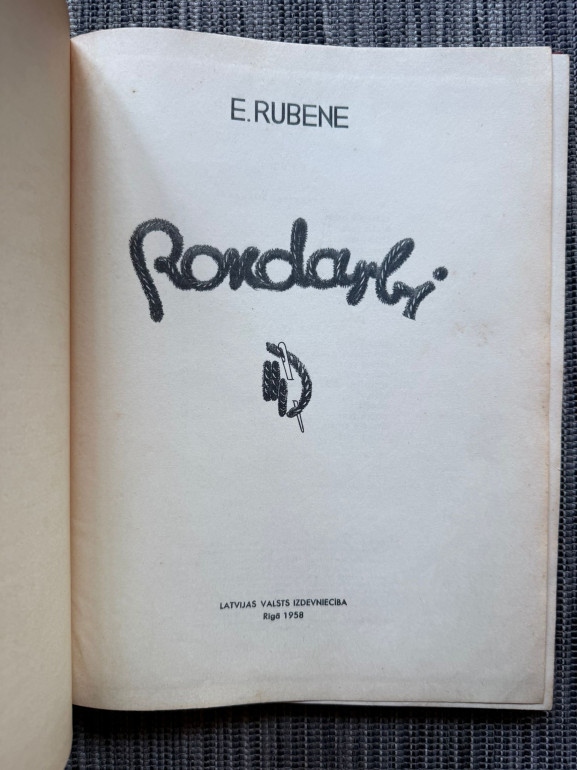 E. RUBENE
Rokdarbi
LATVIJAS VALSTS IZDEVNIECĪBA
Rīgā 1958